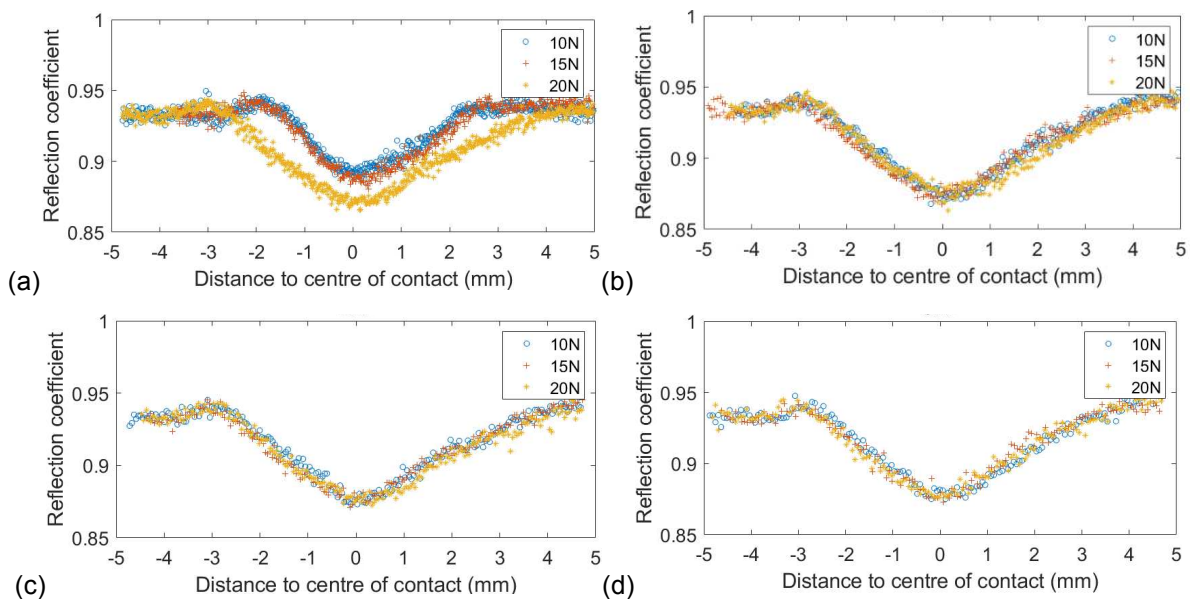 1
0.95
0.9
0.85
Reflection coefficient
10N
15N
20N
-5 -4 -3 -2 -1 0 1 2 3 4 5
Distance to centre of contact (mm)
(a)
1
0.95
0.9
0.85
Reflection coefficient
10N
15N
20N
-5 -4 -3 -2 -1 0 1 2 3 4 5
Distance to centre of contact (mm)
(b)
1
0.95
0.9
0.85
Reflection coefficient
10N
15N
20N
-5 -4 -3 -2 -1 0 1 2 3 4 5
Distance to centre of contact (mm)
(c)
1
0.95
0.9
0.85
Reflection coefficient
10N
15N
20N
-5 -4 -3 -2 -1 0 1 2 3 4 5
Distance to centre of contact (mm)
(d)